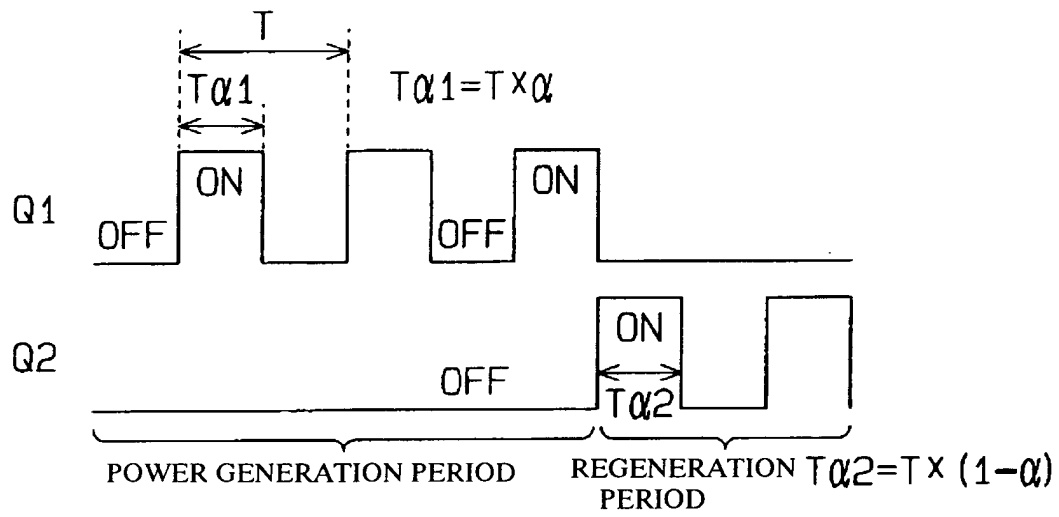 T
Tα1
Tα1=T×α
Q1
OFF
ON
OFF
ON
Q2
OFF
ON
Tα2
POWER GENERATION PERIOD
REGENERATION
PERIOD
Tα2=T×(1-α)